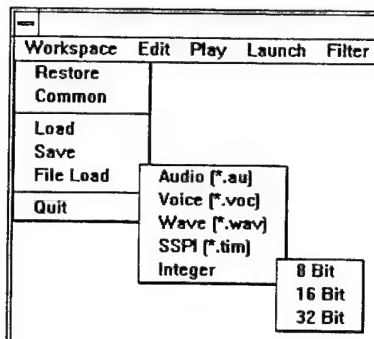 Workspace Edit Play Launch Filter
Restore
Common
Load
Save
File Load
Quit
Audio (*.au)
Voice (*.voc)
Wave (*.wav)
SSPI (*.tim)
Integer
8 Bit
16 Bit
32 Bit